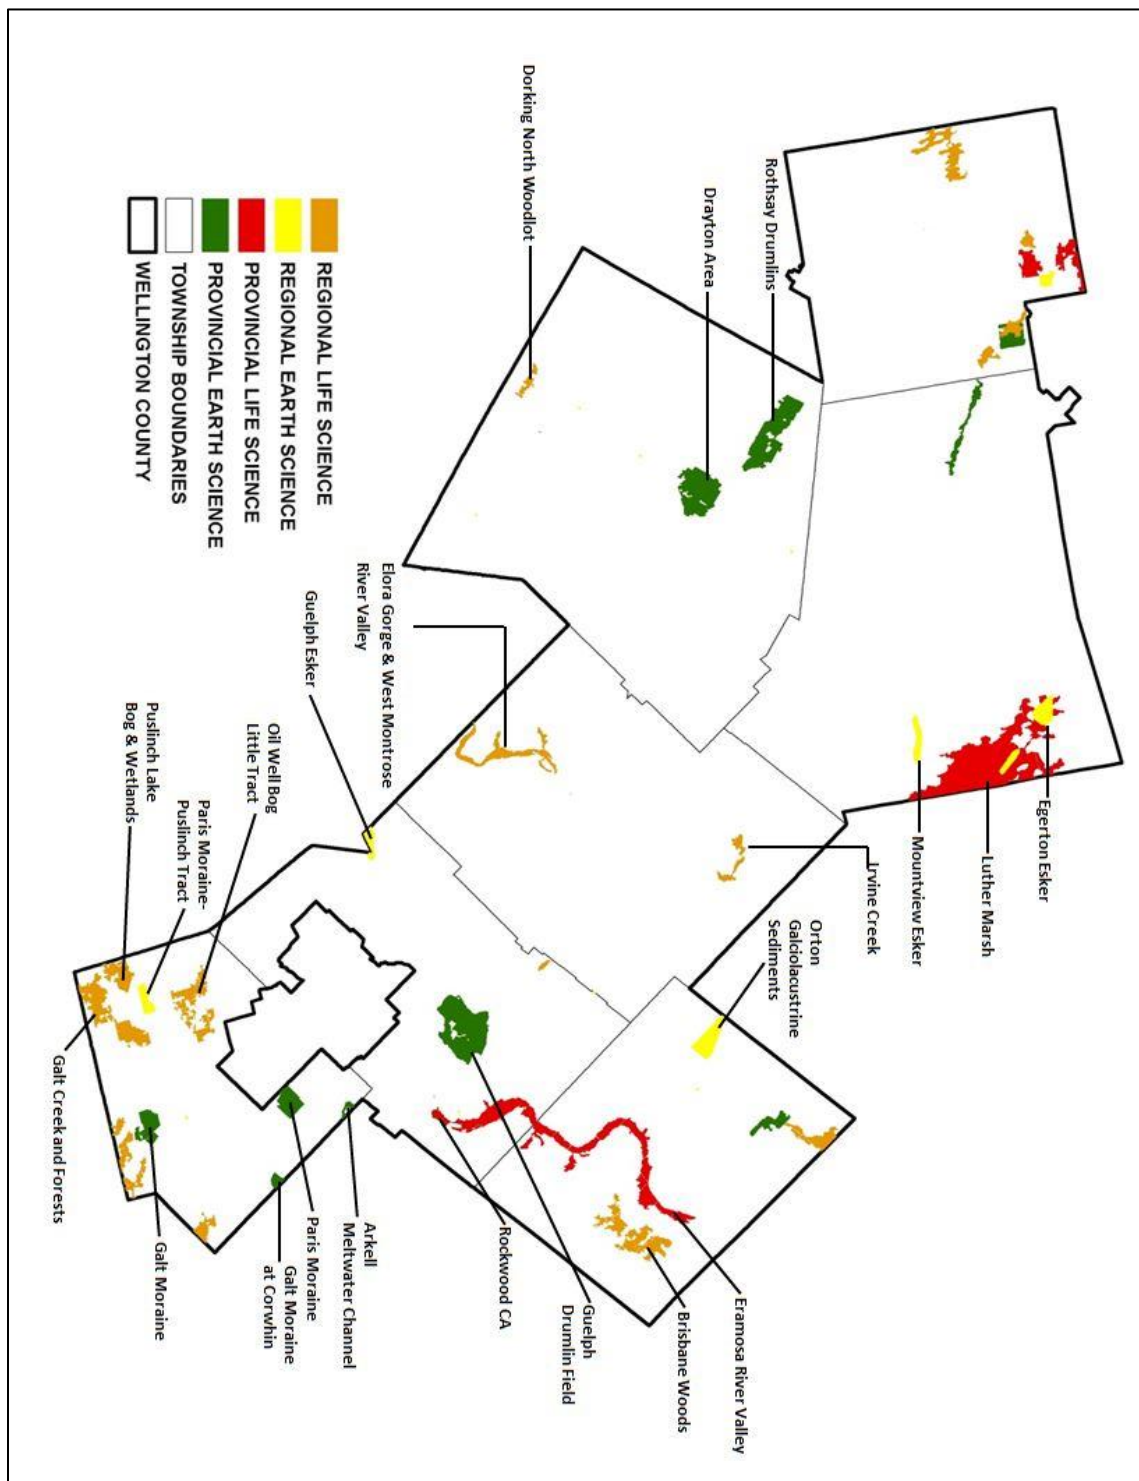 Dorking North Woodlot
Rothsay Drumlins
Drayton Area
REGIONAL LIFE SCIENCE
REGIONAL EARTH SCIENCE
PROVINCIAL LIFE SCIENCE
PROVINCIAL EARTH SCIENCE
TOWNSHIP BOUNDARIES
WELLINGTON COUNTY
Elora Gorge & West Montrose
River Valley
Guelph Esker
Oil Well Bog
Little Tract
Paris Moraine-
Puslinch Tract
Puslinch Lake
Bog & Wetlands
Egerton Esker
Luther Marsh
Mountview Esker
Irvine Creek
Orton
Galciolacustrine
Sediments
Eramosa River Valley
Brisbane Woods
Guelph
Drumlin Field
Rockwood CA
Arkell
Meltwater Channel
Paris Moraine
Galt Moraine
at Corwhin
Galt Moraine
Galt Creek and Forests